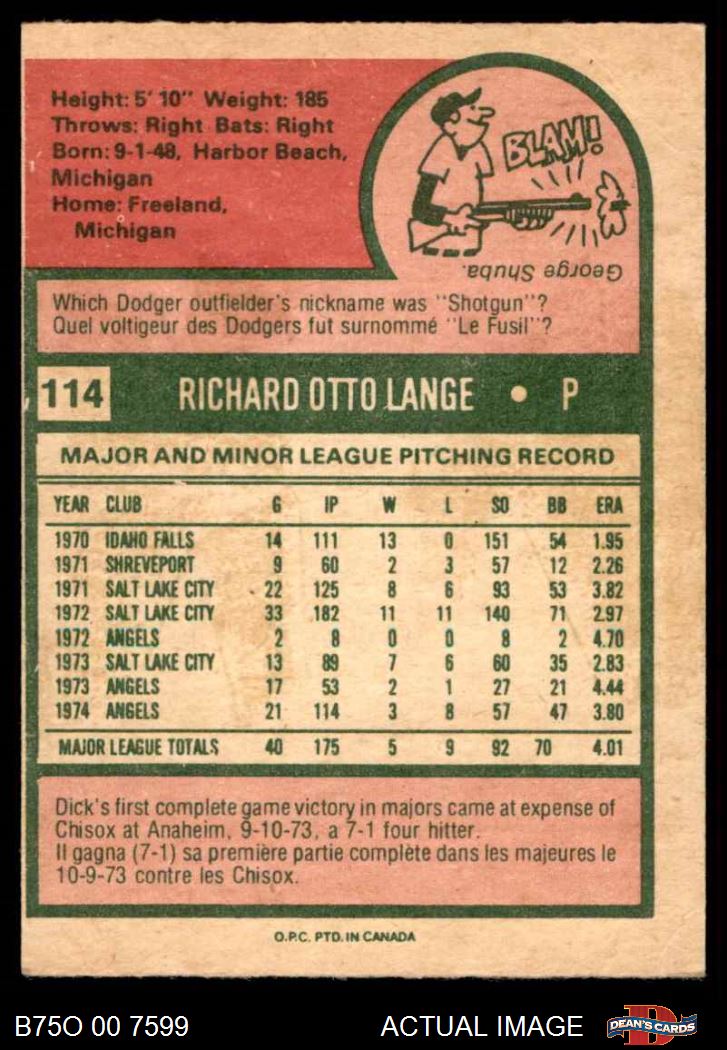 Height: 5' 10" Weight: 185
Throws: Right Bats: Right
Born: 9-1-48, Harbor Beach,
Michigan
Home: Freeland,
Michigan
BLAM!
George Shuba.
Which Dodger outfielder's nickname was "Shotgun"?
Quel voltigeur des Dodgers fut surnommé "Le Fusil"?
114 RICHARD OTTO LANGE • P
MAJOR AND MINOR LEAGUE PITCHING RECORD
YEAR CLUB G IP W L SO BB ERA
1970 IDAHO FALLS 14 111 13 0 151 54 1.95
1971 SHREVEPORT 9 60 2 3 57 12 2.26
1971 SALT LAKE CITY 22 125 8 6 93 53 3.82
1972 SALT LAKE CITY 33 182 11 11 140 71 2.97
1972 ANGELS 2 8 0 0 8 2 4.70
1973 SALT LAKE CITY 13 89 7 6 60 35 2.83
1973 ANGELS 17 53 2 1 27 21 4.44
1974 ANGELS 21 114 3 8 57 47 3.80
MAJOR LEAGUE TOTALS 40 175 5 9 92 70 4.01
Dick's first complete game victory in majors came at expense of
Chisox at Anaheim, 9-10-73, a 7-1 four hitter.
Il gagna (7-1) sa première partie complète dans les majeures le
10-9-73 contre les Chisox.
O.P.C. PTD. IN CANADA
B75O 00 7599 ACTUAL IMAGE D DEAN'S CARDS